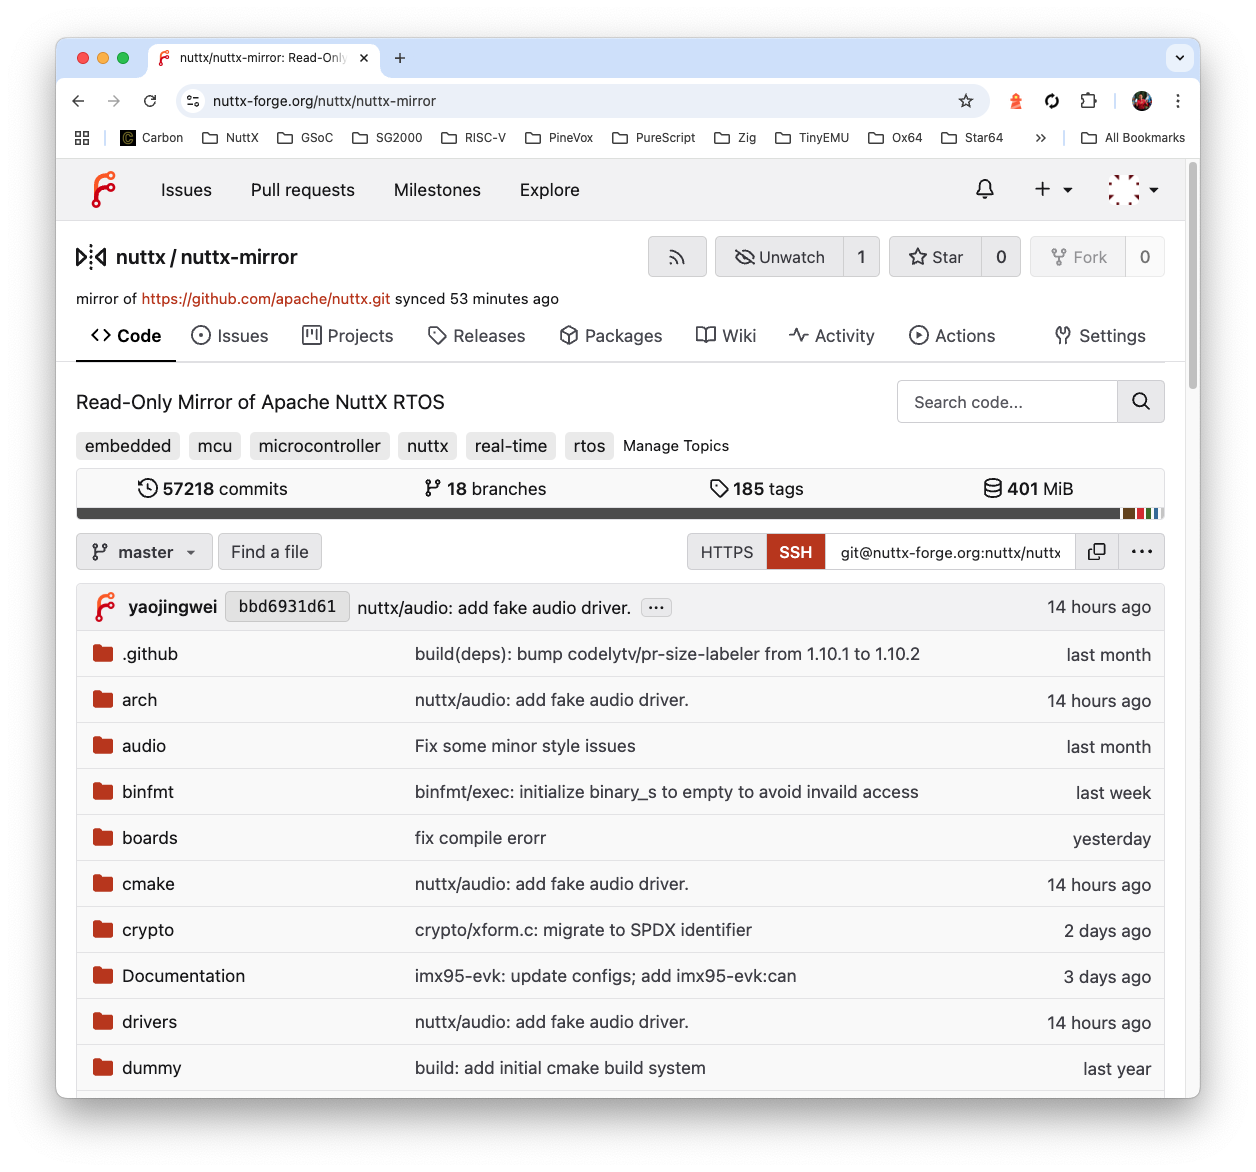 nuttx/nuttx-mirror: Read-Only
nuttx-forge.org/nuttx/nuttx-mirror
Carbon NuttX GSoC SG2000 RISC-V PineVox PureScript Zig TinyEMU Ox64 Star64 » All Bookmarks
Issues Pull requests Milestones Explore
nuttx / nuttx-mirror Unwatch 1 Star 0 Fork 0
mirror of https://github.com/apache/nuttx.git synced 53 minutes ago
Code Issues Projects Releases Packages Wiki Activity Actions Settings
Read-Only Mirror of Apache NuttX RTOS Search code...
embedded mcu microcontroller nuttx real-time rtos Manage Topics
57218 commits 18 branches 185 tags 401 MiB
master Find a file HTTPS SSH git@nuttx-forge.org:nuttx/nuttx
yaojingwei bbd6931d61 nuttx/audio: add fake audio driver. ... 14 hours ago
.github build(deps): bump codelytv/pr-size-labeler from 1.10.1 to 1.10.2 last month
arch nuttx/audio: add fake audio driver. 14 hours ago
audio Fix some minor style issues last month
binfmt binfmt/exec: initialize binary_s to empty to avoid invaild access last week
boards fix compile erorr yesterday
cmake nuttx/audio: add fake audio driver. 14 hours ago
crypto crypto/xform.c: migrate to SPDX identifier 2 days ago
Documentation imx95-evk: update configs; add imx95-evk:can 3 days ago
drivers nuttx/audio: add fake audio driver. 14 hours ago
dummy build: add initial cmake build system last year